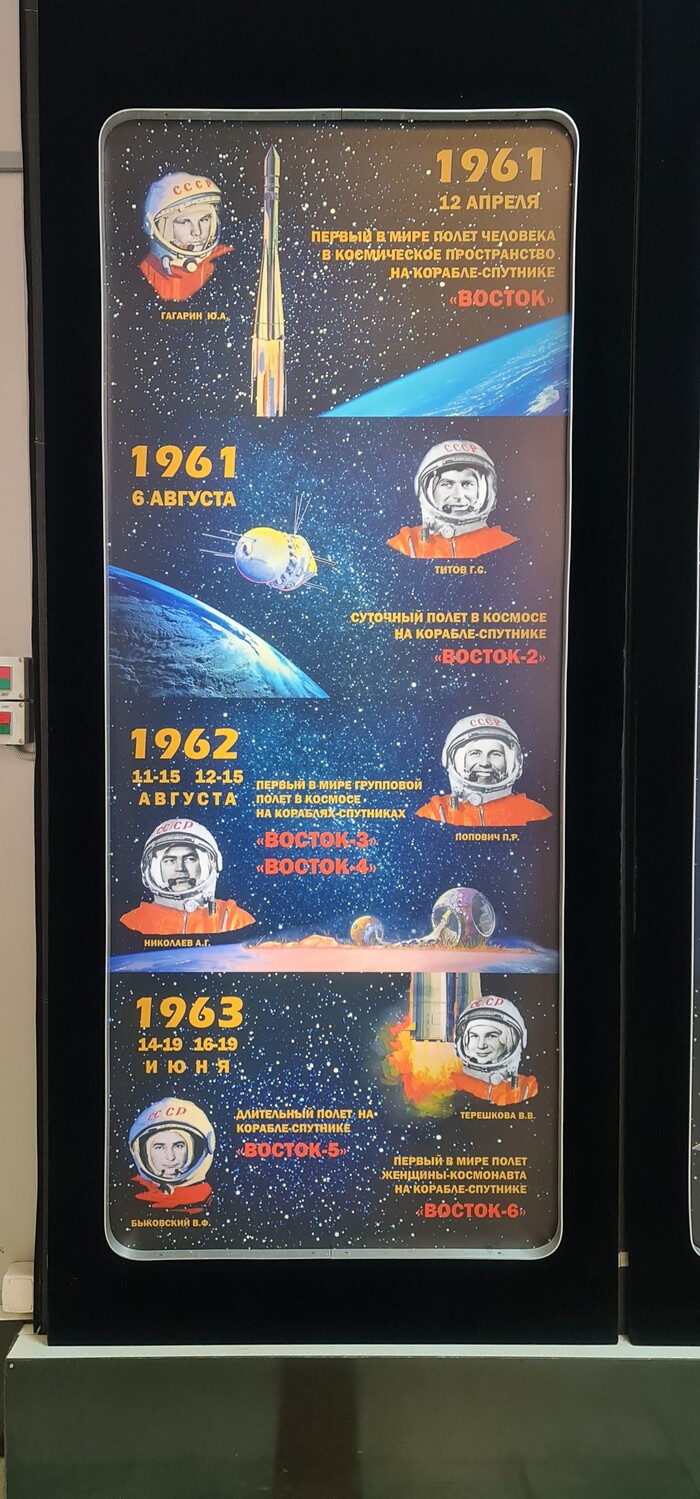 1961
12 АПРЕЛЯ
СССР
ГАГАРИН Ю.А.
ПЕРВЫЙ В МИРЕ ПОЛЕТ ЧЕЛОВЕКА
В КОСМИЧЕСКОЕ ПРОСТРАНСТВО
НА КОРАБЛЕ-СПУТНИКЕ
«ВОСТОК»
1961
6 АВГУСТА
СССР
ТИТОВ Г.С.
СУТОЧНЫЙ ПОЛЕТ В КОСМОСЕ
НА КОРАБЛЕ-СПУТНИКЕ
«ВОСТОК-2»
1962
11-15 12-15
АВГУСТА
ПЕРВЫЙ В МИРЕ ГРУППОВОЙ
ПОЛЕТ В КОСМОСЕ
НА КОРАБЛЯХ-СПУТНИКАХ
«ВОСТОК-3»
«ВОСТОК-4»
СССР
ПОПОВИЧ П.Р.
СССР
НИКОЛАЕВ А.Г.
1963
14-19 16-19
ИЮНЯ
СССР
ТЕРЕШКОВА В.В.
СССР
БЫКОВСКИЙ В.Ф.
ДЛИТЕЛЬНЫЙ ПОЛЕТ НА
КОРАБЛЕ-СПУТНИКЕ
«ВОСТОК-5»
ПЕРВЫЙ В МИРЕ ПОЛЕТ
ЖЕНЩИНЫ-КОСМОНАВТА
НА КОРАБЛЕ-СПУТНИКЕ
«ВОСТОК-6»